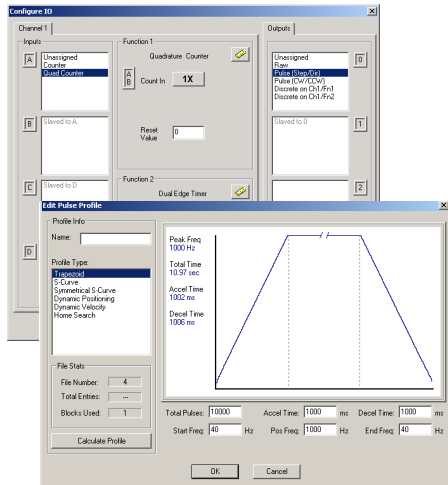 Configure IO
Channel 1
Inputs
A
Unassigned
Counter
Quad Counter
B
Slaved to A
C
Slaved to D
D
Function 1
Quadrature Counter
A
B
Count In
1X
Reset Value
0
Function 2
Dual Edge Timer
Outputs
Unassigned
Raw
Pulse (Step/Dir)
Pulse (CW/CCW)
Discrete on Ch1/Fn1
Discrete on Ch1/Fn2
0
Slaved to 0
1
2
Edit Pulse Profile
Profile Info
Name:
Profile Type:
Trapezoid
S-Curve
Symmetrical S-Curve
Dynamic Positioning
Dynamic Velocity
Home Search
File Stats
File Number: 4
Total Entries: ---
Blocks Used: 1
Calculate Profile
Peak Freq
1000 Hz
Total Time
10.97 sec
Accel Time
1002 ms
Decel Time
1006 ms
Total Pulses: 10000 Accel Time: 1000 ms Decel Time: 1000 ms
Start Freq: 40 Hz Pos Freq: 1000 Hz End Freq: 40 Hz
OK Cancel